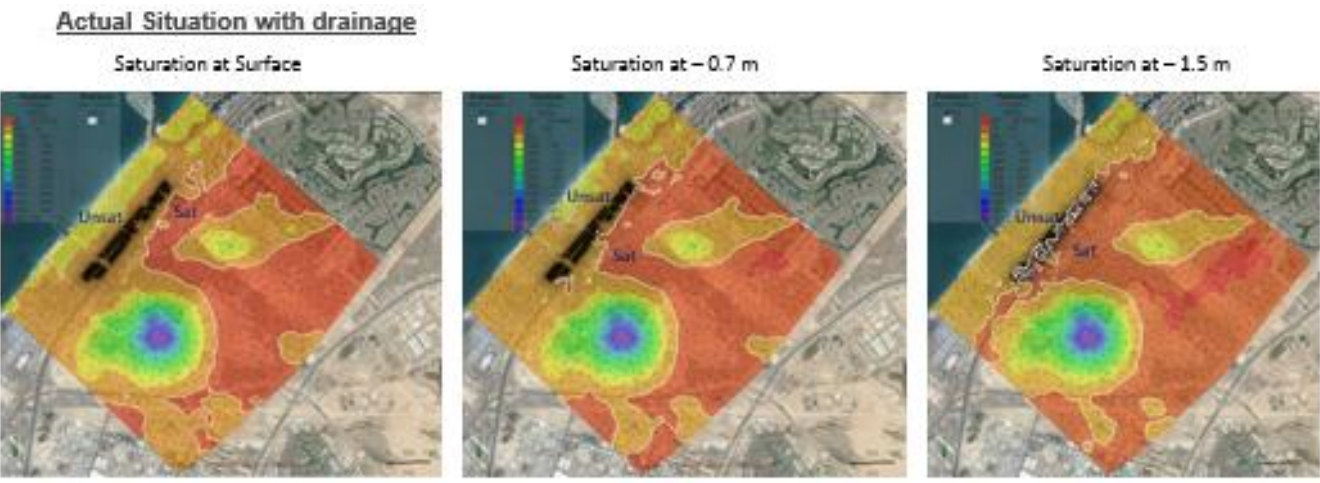 Actual Situation with drainage
Saturation at Surface
Saturation at – 0.7 m
Saturation at – 1.5 m
Unsat
Sat
Unsat
Sat
Unsat
Sat